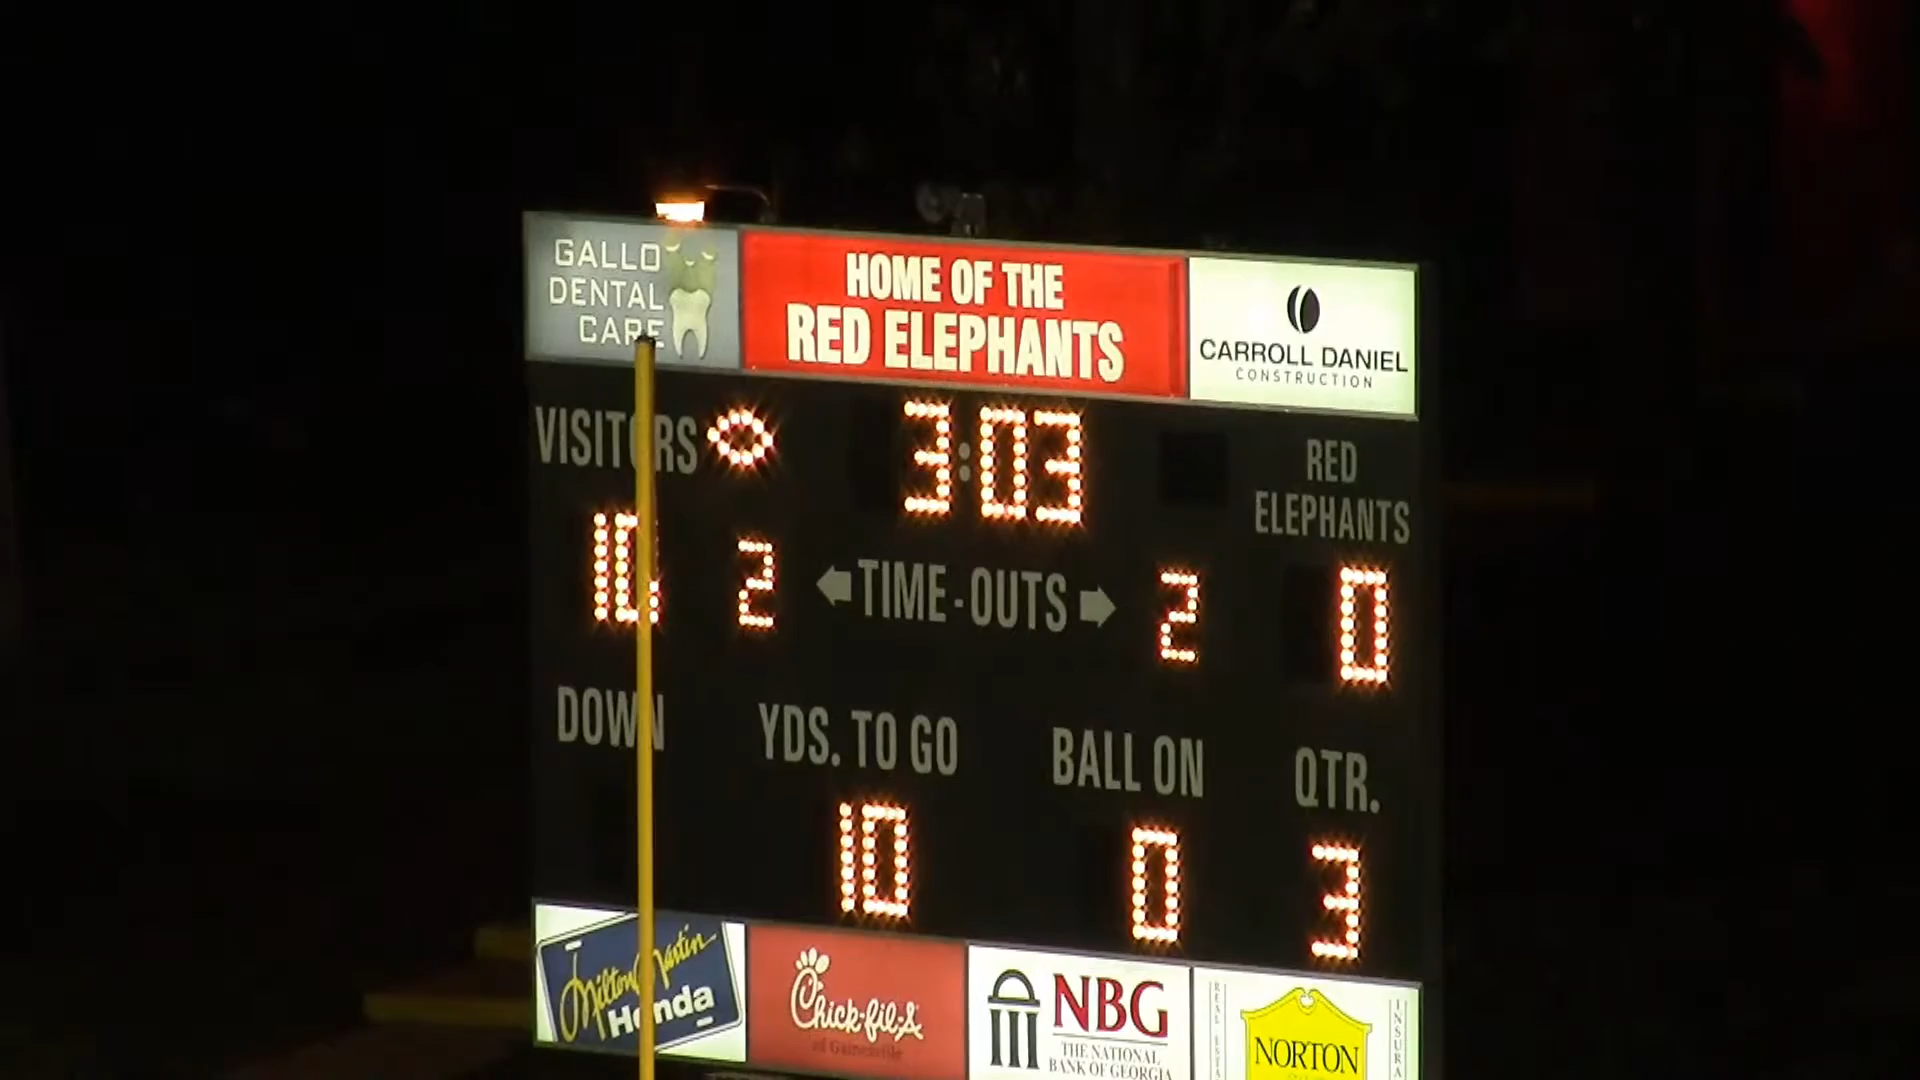 GALLO
DENTAL
CARE
HOME OF THE
RED ELEPHANTS
CARROLL DANIEL
CONSTRUCTION
VISITORS
3:03
RED
ELEPHANTS
10
2
TIME-OUTS
2
0
DOWN
YDS. TO GO
BALL ON
QTR.
10
0
3
Milton Martin
Honda
Chick-fil-A
of Gainesville
NBG
THE NATIONAL
BANK OF GEORGIA
NORTON